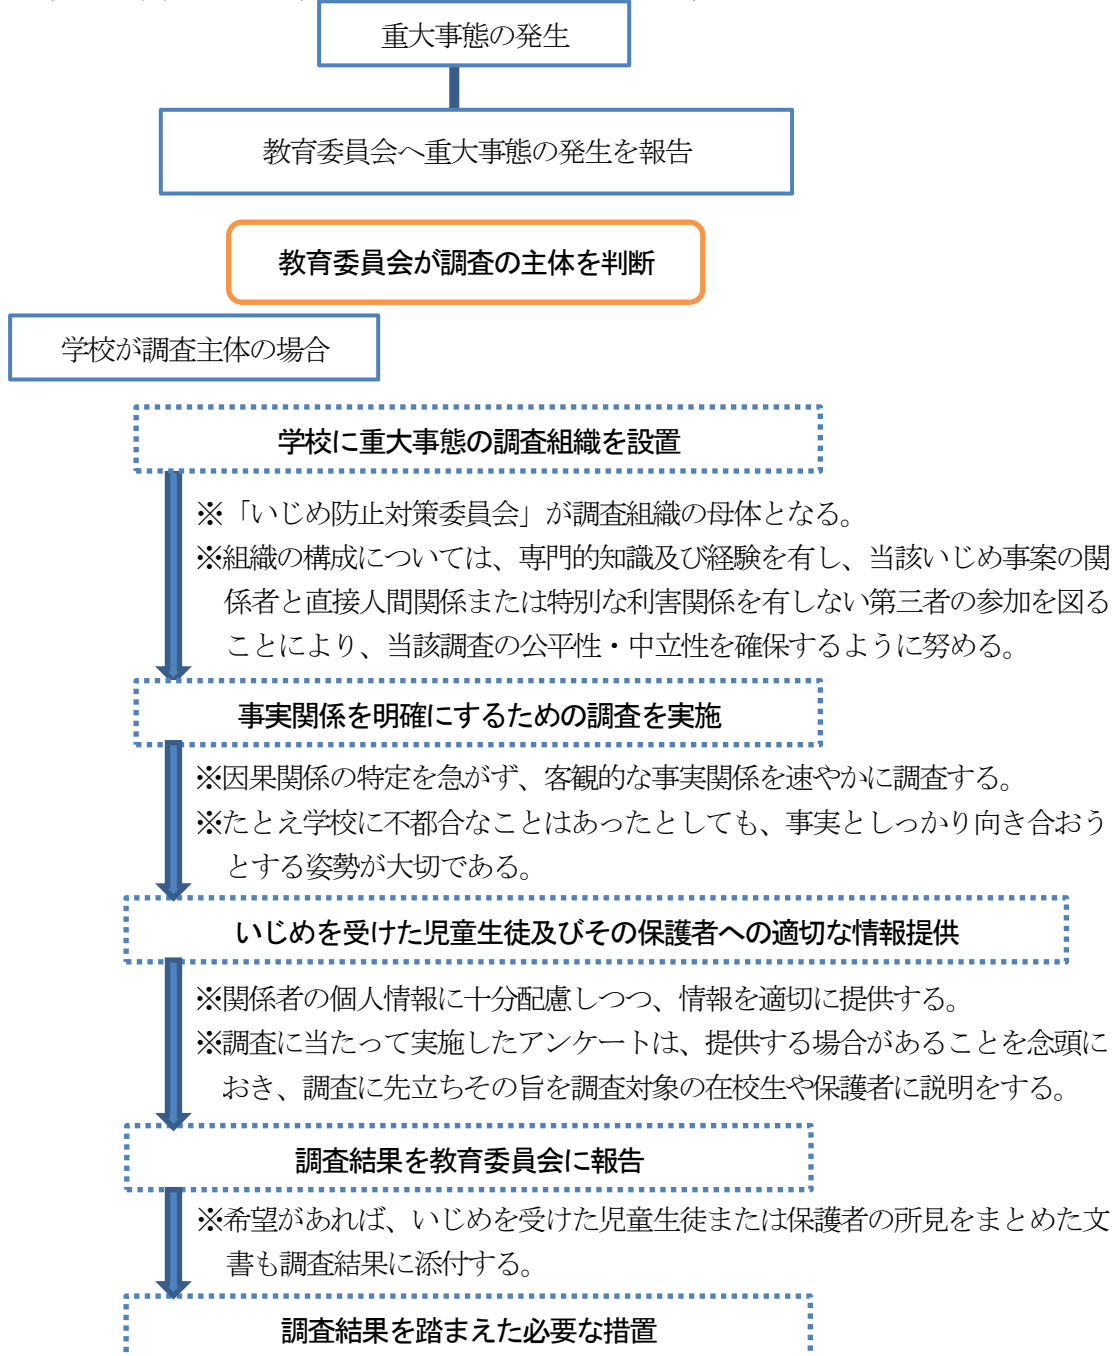 重大事態の発生
教育委員会へ重大事態の発生を報告
教育委員会が調査の主体を判断
学校が調査主体の場合
学校に重大事態の調査組織を設置
※「いじめ防止対策委員会」が調査組織の母体となる。
※組織の構成については、専門的知識及び経験を有し、当該いじめ事案の関
係者と直接人間関係または特別な利害関係を有しない第三者の参加を図る
ことにより、当該調査の公平性・中立性を確保するように努める。
事実関係を明確にするための調査を実施
※因果関係の特定を急がず、客観的な事実関係を速やかに調査する。
※たとえ学校に不都合なことはあったとしても、事実としっかり向き合おう
とする姿勢が大切である。
いじめを受けた児童生徒及びその保護者への適切な情報提供
※関係者の個人情報に十分配慮しつつ、情報を適切に提供する。
※調査に当たって実施したアンケートは、提供する場合があることを念頭に
おき、調査に先立ちその旨を調査対象の在校生や保護者に説明をする。
調査結果を教育委員会に報告
※希望があれば、いじめを受けた児童生徒または保護者の所見をまとめた文
書も調査結果に添付する。
調査結果を踏まえた必要な措置